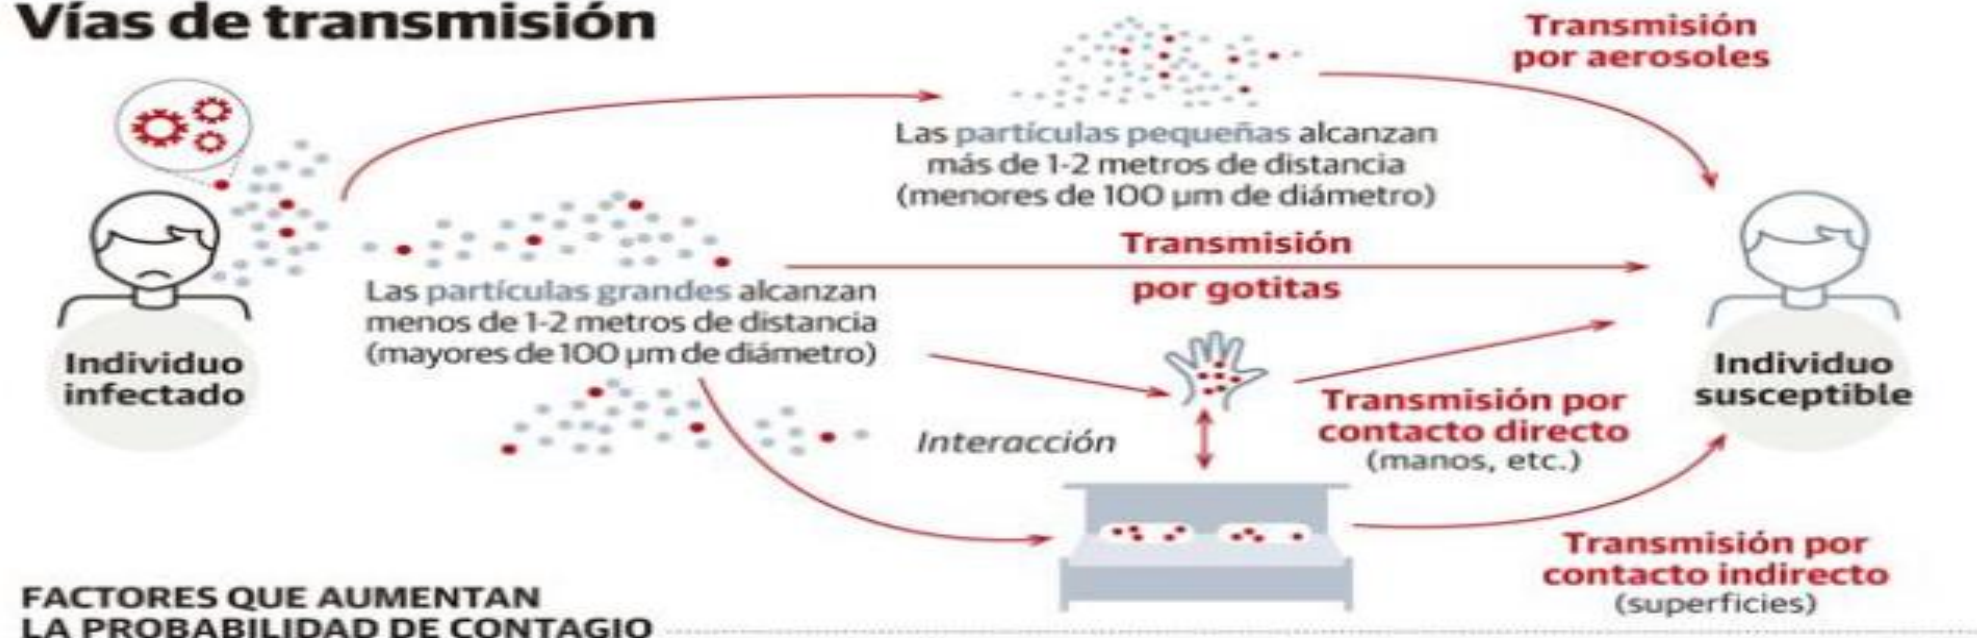 Vías de transmisión
Transmisión
por aerosoles
Las partículas pequeñas alcanzan
más de 1-2 metros de distancia
(menores de 100 µm de diámetro)
Transmisión
por gotitas
Las partículas grandes alcanzan
menos de 1-2 metros de distancia
(mayores de 100 µm de diámetro)
Individuo
infectado
Individuo
susceptible
Transmisión por
contacto directo
(manos, etc.)
Interacción
Transmisión por
contacto indirecto
(superficies)
FACTORES QUE AUMENTAN
LA PROBABILIDAD DE CONTAGIO